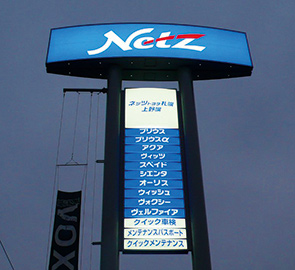 Netz
ネッツトヨタ札幌
上野幌
プリウス
プリウスα
アクア
ヴィッツ
スペイド
シエンタ
オーリス
ウィッシュ
ヴォクシー
ヴェルファイア
クイック車検
メンテナンスパスポート
クイックメンテナンス
VOX